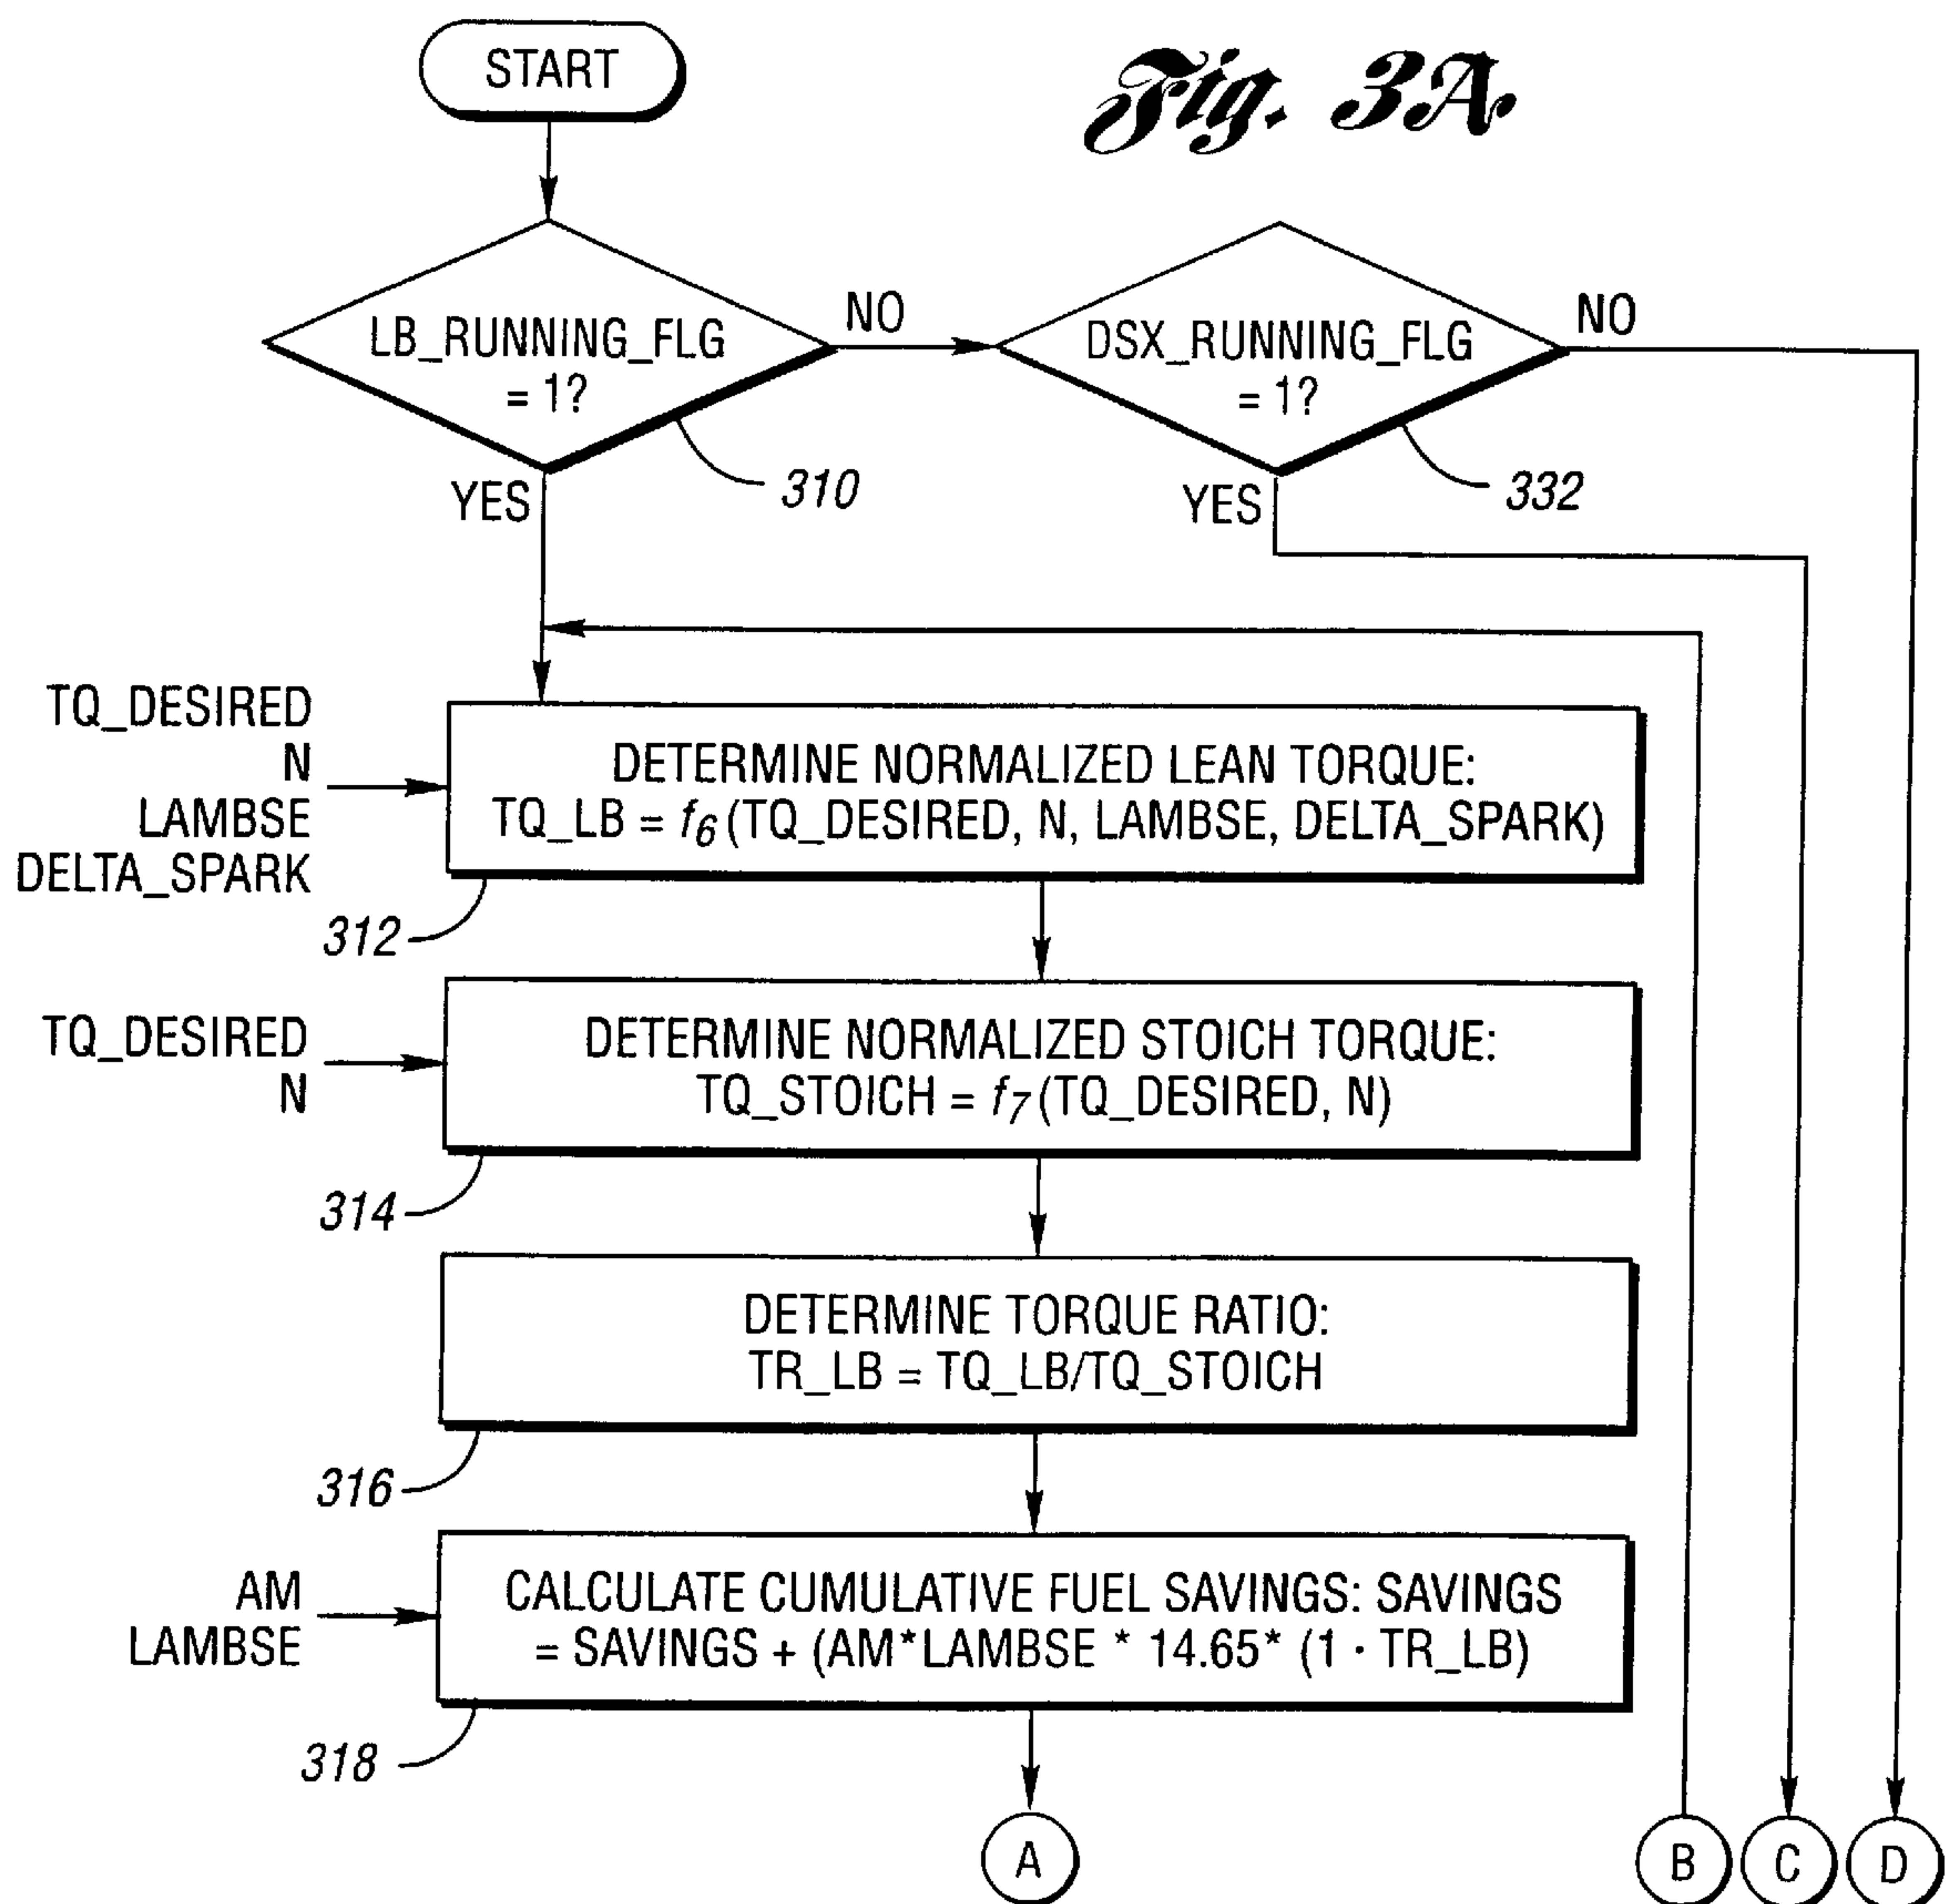 START
Fig. 3A.
LB_RUNNING_FLG
= 1?
NO
DSX_RUNNING_FLG
= 1?
NO
YES
310
YES
332
TQ_DESIRED
N
LAMBSE
DELTA_SPARK
DETERMINE NORMALIZED LEAN TORQUE:
TQ_LB = f6 (TQ_DESIRED, N, LAMBSE, DELTA_SPARK)
312
TQ_DESIRED
N
DETERMINE NORMALIZED STOICH TORQUE:
TQ_STOICH = f7 (TQ_DESIRED, N)
314
DETERMINE TORQUE RATIO:
TR_LB = TQ_LB/TQ_STOICH
316
AM
LAMBSE
CALCULATE CUMULATIVE FUEL SAVINGS: SAVINGS
= SAVINGS + (AM*LAMBSE * 14.65* (1 · TR_LB)
318
A
B
C
D